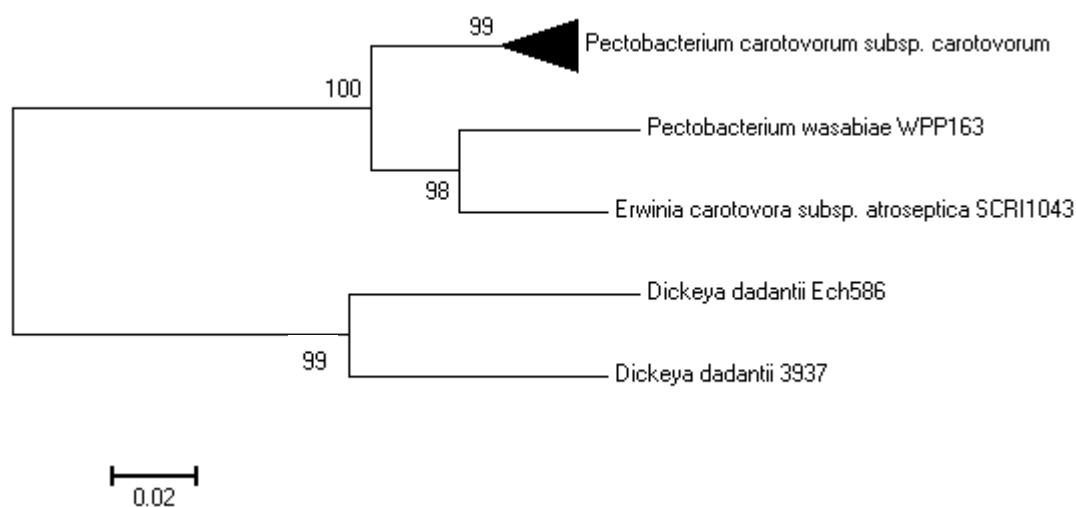 99
Pectobacterium carotovorum subsp. carotovorum
100
Pectobacterium wasabiae WPP163
98
Erwinia carotovora subsp. atroseptica SCRI1043
Dickeya dadantii Ech586
99
Dickeya dadantii 3937
0.02